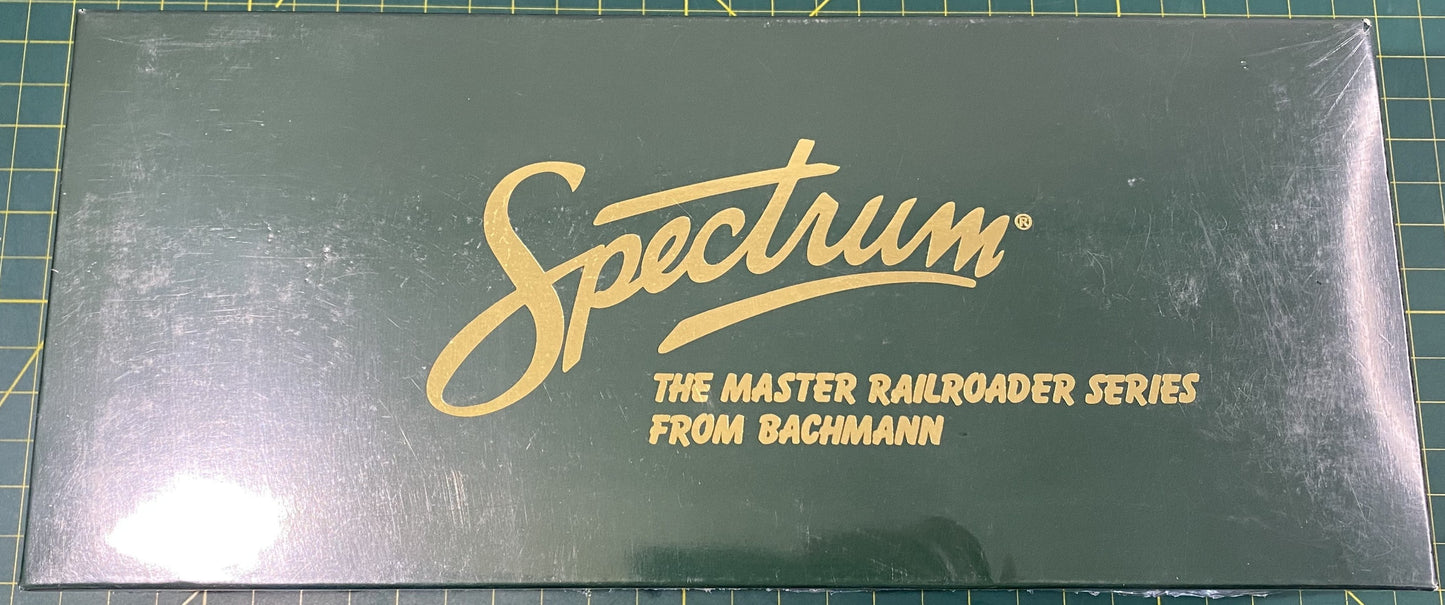 Spectrum®
THE MASTER RAILROADER SERIES
FROM BACHMANN